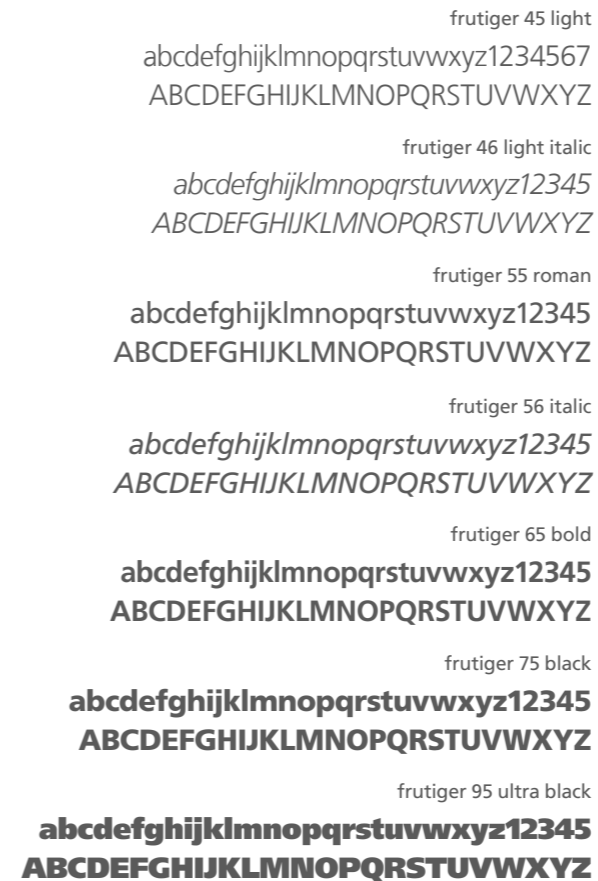 frutiger 45 light
abcdefghijklmnopqrstuvwxyz1234567
ABCDEFGHIJKLMNOPQRSTUVWXYZ
frutiger 46 light italic
abcdefghijklmnopqrstuvwxyz12345
ABCDEFGHIJKLMNOPQRSTUVWXYZ
frutiger 55 roman
abcdefghijklmnopqrstuvwxyz12345
ABCDEFGHIJKLMNOPQRSTUVWXYZ
frutiger 56 italic
abcdefghijklmnopqrstuvwxyz12345
ABCDEFGHIJKLMNOPQRSTUVWXYZ
frutiger 65 bold
abcdefghijklmnopqrstuvwxyz12345
ABCDEFGHIJKLMNOPQRSTUVWXYZ
frutiger 75 black
abcdefghijklmnopqrstuvwxyz12345
ABCDEFGHIJKLMNOPQRSTUVWXYZ
frutiger 95 ultra black
abcdefghijklmnopqrstuvwxyz12345
ABCDEFGHIJKLMNOPQRSTUVWXYZ